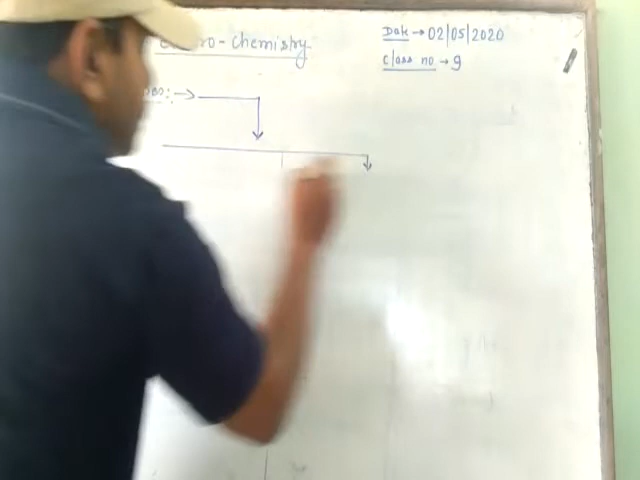 - Chemistry
Date → 02/05/2020
Class no → 9